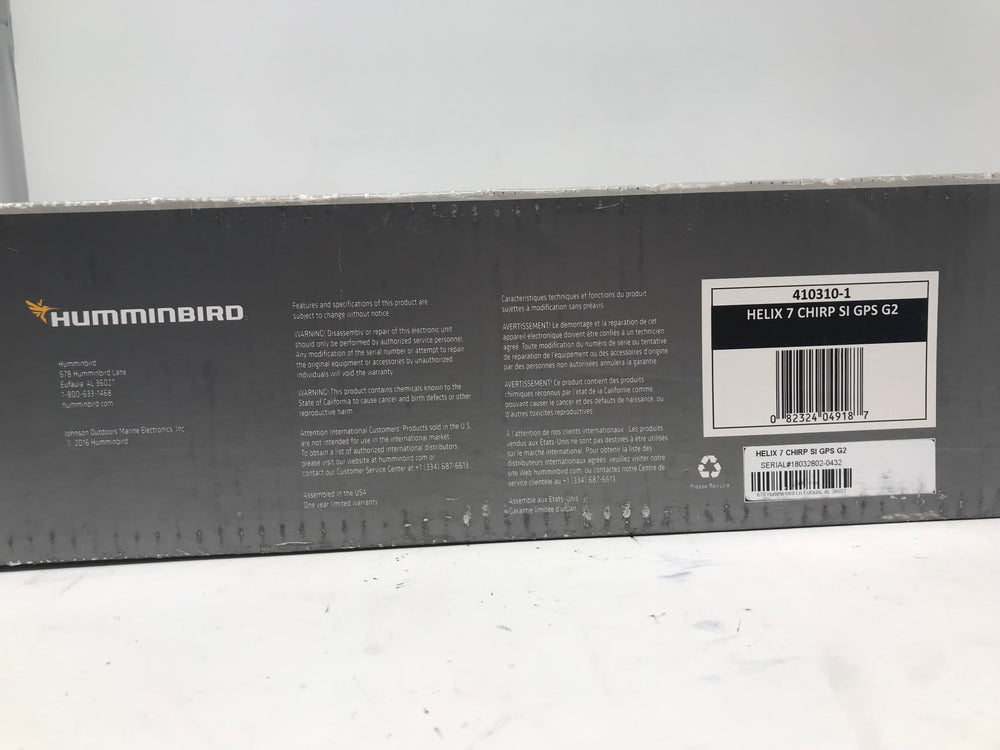 HUMMINBIRD
Humminbird
678 Humminbird Lane
Eufaula, AL 36027
1-800-633-1468
humminbird.com
Johnson Outdoors Marine Electronics, Inc.
© 2016 Humminbird
Features and specifications of this product are
subject to change without notice.
WARNING! Disassembly or repair of this electronic unit
should only be performed by authorized service personnel.
Any modification of the serial number or attempt to repair
the original equipment or accessories by unauthorized
individuals will void the warranty.
WARNING! This product contains chemicals known to the
State of California to cause cancer and birth defects or other
reproductive harm.
Attention International Customers: Products sold in the U.S.
are not intended for use in the international market.
To obtain a list of authorized international distributors
please visit our website at humminbird.com or
contact our Customer Service Center at +1 (334) 687-6613.
Assembled in the USA
One year limited warranty
Caractéristiques techniques et fonctions du produit
sujettes à modification sans préavis.
AVERTISSEMENT! Le démontage et la réparation de cet
appareil électronique doivent être confiés à un technicien
agréé. Toute modification du numéro de série ou tentative
de réparation de l'équipement ou des accessoires d'origine
par des personnes non autorisées annulera la garantie.
AVERTISSEMENT! Ce produit contient des produits
chimiques reconnus par l'état de la Californie comme
pouvant causer le cancer et des défauts de naissance, ou
d'autres toxicités reproductives.
A l'attention de nos clients internationaux : Les produits
vendus aux Etats-Unis ne sont pas destinés à être utilisés
sur le marché international. Pour obtenir la liste des
distributeurs internationaux agréés, veuillez visiter notre
site Web humminbird.com, ou contactez notre Centre de
service clientèle au +1 (334) 687-6613.
Assemblé aux Etats-Unis
Garantie limitée d'un an
Please Recycle
410310-1
HELIX 7 CHIRP SI GPS G2
0 82324 04918 7
HELIX 7 CHIRP SI GPS G2
SERIAL#18032802-0432
678 Humminbird Ln Eufaula, AL 36027